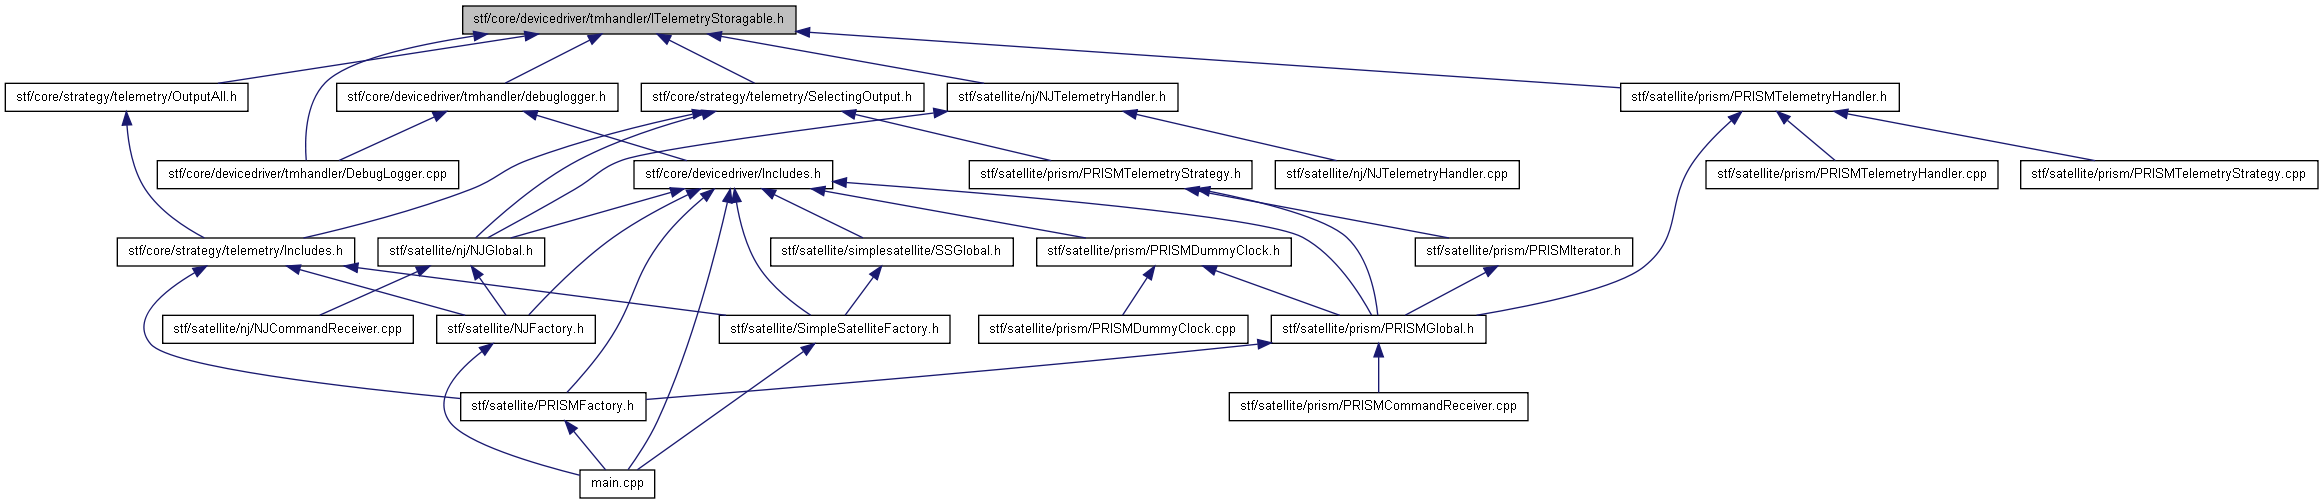 stf/core/devicedriver/tmhandler/ITelemetryStoragable.h
stf/core/strategy/telemetry/OutputAll.h
stf/core/devicedriver/tmhandler/debuglogger.h
stf/core/strategy/telemetry/SelectingOutput.h
stf/satellite/nj/NJTelemetryHandler.h
stf/satellite/prism/PRISMTelemetryHandler.h
stf/core/devicedriver/tmhandler/DebugLogger.cpp
stf/core/devicedriver/Includes.h
stf/satellite/prism/PRISMTelemetryStrategy.h
stf/satellite/nj/NJTelemetryHandler.cpp
stf/satellite/prism/PRISMTelemetryHandler.cpp
stf/satellite/prism/PRISMTelemetryStrategy.cpp
stf/core/strategy/telemetry/Includes.h
stf/satellite/nj/NJGlobal.h
stf/satellite/simplesatellite/SSGlobal.h
stf/satellite/prism/PRISMDummyClock.h
stf/satellite/prism/PRISMIterator.h
stf/satellite/nj/NJCommandReceiver.cpp
stf/satellite/NJFactory.h
stf/satellite/SimpleSatelliteFactory.h
stf/satellite/prism/PRISMDummyClock.cpp
stf/satellite/prism/PRISMGlobal.h
stf/satellite/PRISMFactory.h
stf/satellite/prism/PRISMCommandReceiver.cpp
main.cpp